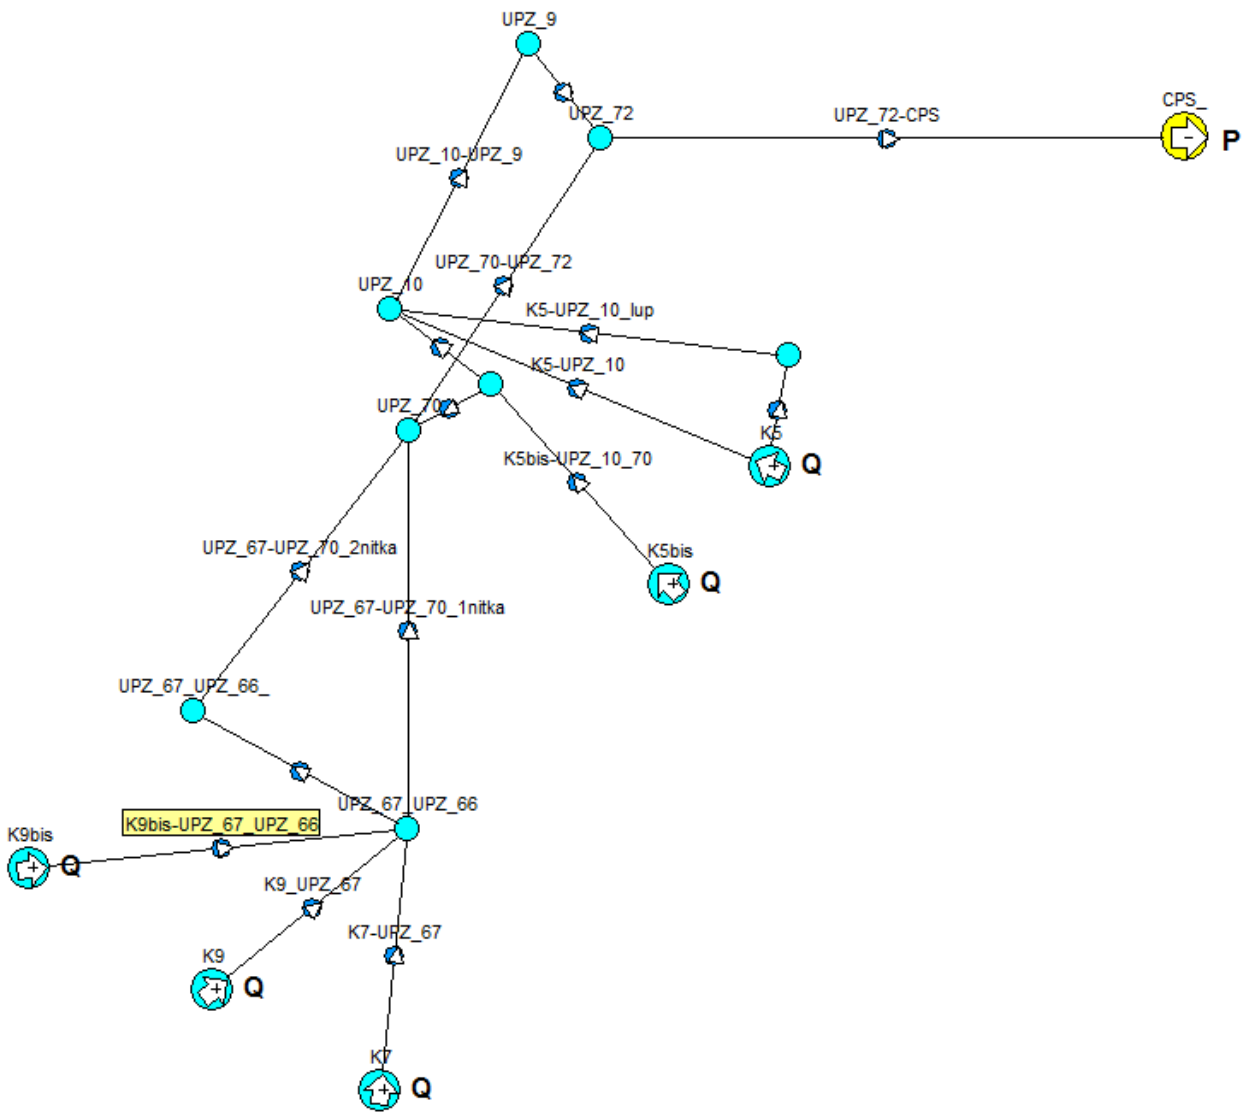 UPZ_9
UPZ_72
UPZ_72-CPS
CPS_
P
UPZ_10-UPZ_9
UPZ_70-UPZ_72
UPZ_10
K5-UPZ_10_lup
K5-UPZ_10
UPZ_70
K5
Q
K5bis-UPZ_10_70
K5bis
Q
UPZ_67-UPZ_70_2nitka
UPZ_67-UPZ_70_1nitka
UPZ_67_UPZ_66_
UPZ_67_UPZ_66
K9bis-UPZ_67_UPZ_66
K9bis
Q
K9_UPZ_67
K7-UPZ_67
K9
Q
K7
Q